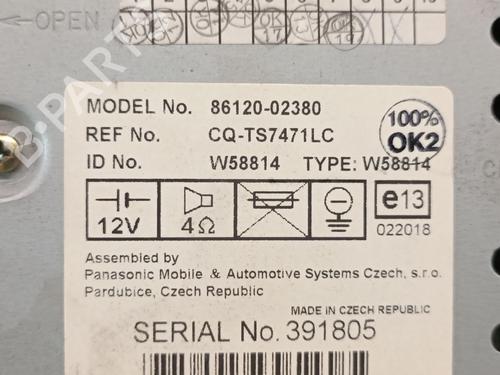 OPEN
MODEL No. 86120-02380
REF No. CQ-TS7471LC
ID No. W58814 TYPE: W58814
100%
OK2
12V
4Ω
e13
022018
Assembled by
Panasonic Mobile & Automotive Systems Czech, s.r.o.
Pardubice, Czech Republic
MADE IN CZECH REPUBLIC
SERIAL No. 391805